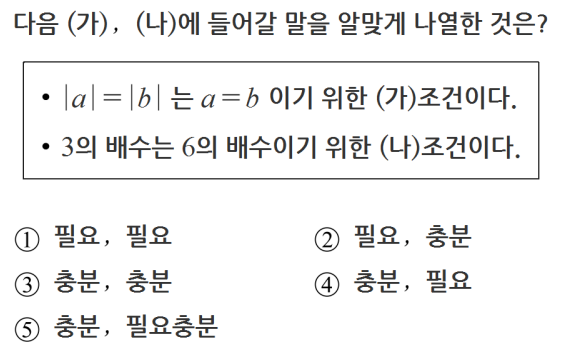 다음 (가), (나)에 들어갈 말을 알맞게 나열한 것은?
• |a|=|b| 는 a=b 이기 위한 (가)조건이다.
• 3의 배수는 6의 배수이기 위한 (나)조건이다.
① 필요, 필요 ② 필요, 충분
③ 충분, 충분 ④ 충분, 필요
⑤ 충분, 필요충분